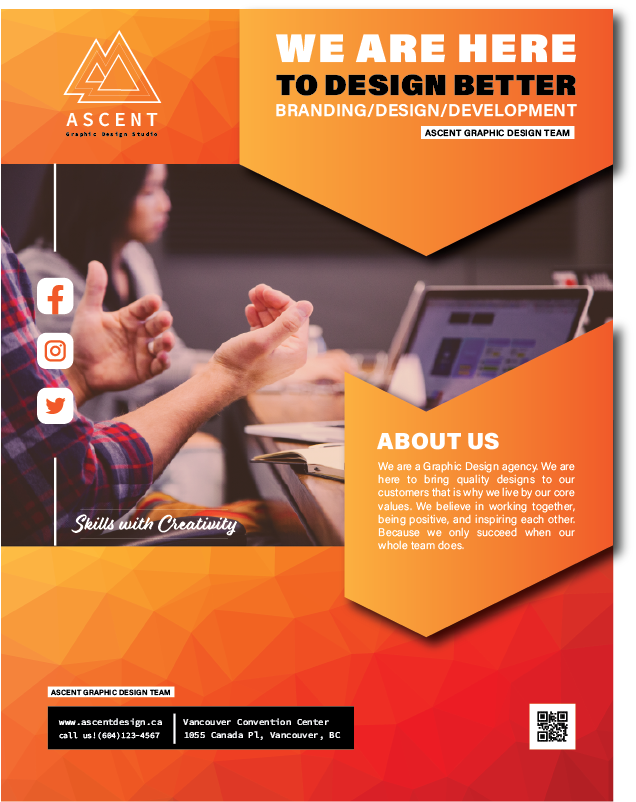 ASCENT
Graphic Design Studio
WE ARE HERE
TO DESIGN BETTER
BRANDING/DESIGN/DEVELOPMENT
ASCENT GRAPHIC DESIGN TEAM
Skills with Creativity
ABOUT US
We are a Graphic Design agency. We are
here to bring quality designs to our
customers that is why we live by our core
values. We believe in working together,
being positive, and inspiring each other.
Because we only succeed when our
whole team does.
ASCENT GRAPHIC DESIGN TEAM
www.ascentdesign.ca
call us!(604)123-4567
Vancouver Convention Center
1055 Canada Pl, Vancouver, BC